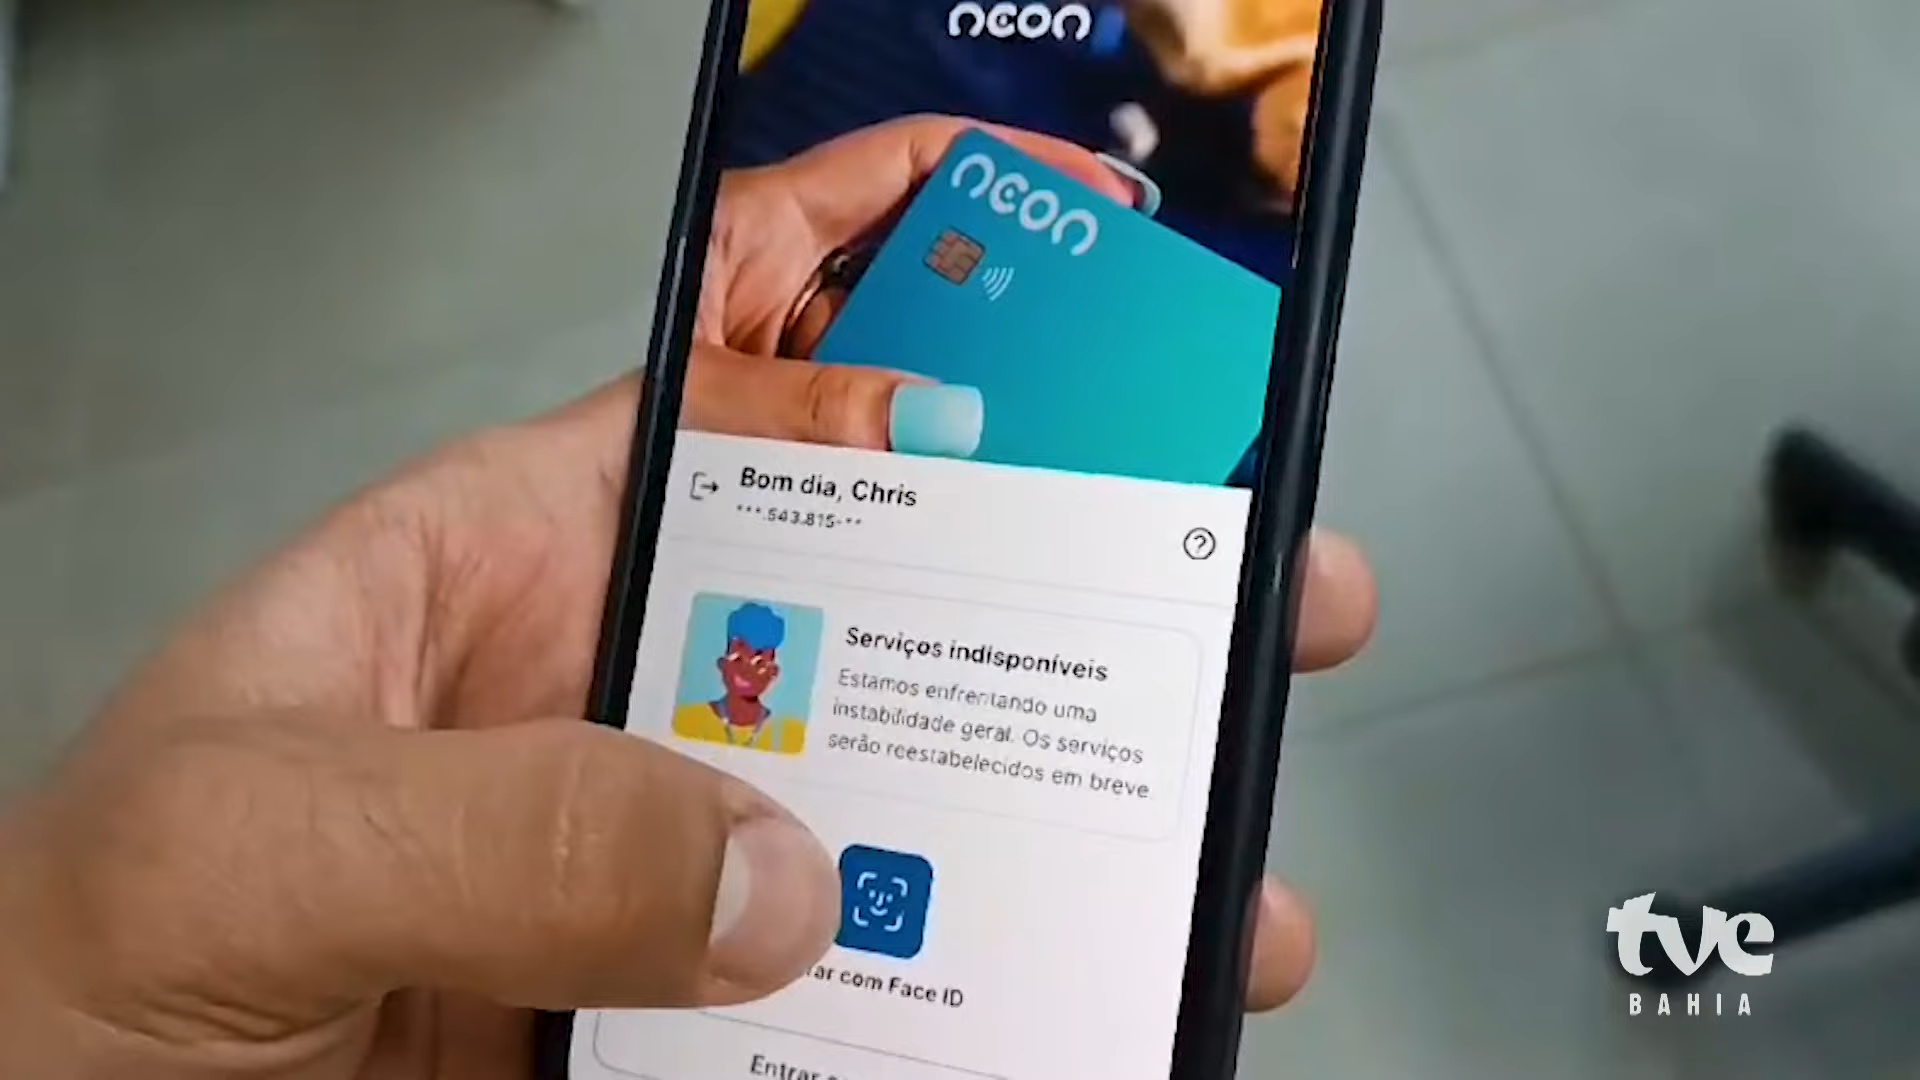 neon
neon
Bom dia, Chris
***.543.815-**
?
Serviços indisponíveis
Estamos enfrentando uma
instabilidade geral. Os serviços
serão reestabelecidos em breve
com Face ID
Entrar
tve
BAHIA